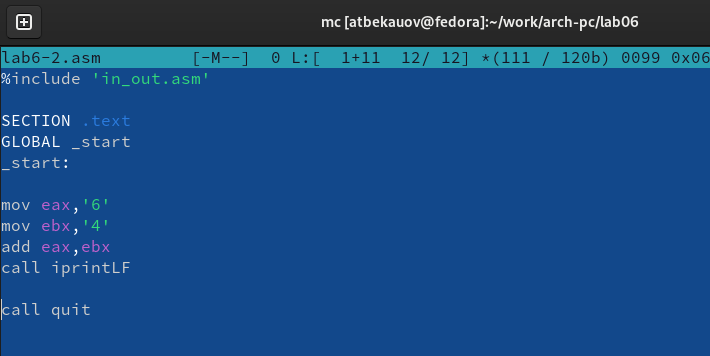 mc [atbekauov@fedora]:~/work/arch-pc/lab06
lab6-2.asm [-M--] 0 L:[ 1+11 12/ 12] *(111 / 120b) 0099 0x06
%include 'in_out.asm'
SECTION .text
GLOBAL _start
_start:
mov eax,'6'
mov ebx,'4'
add eax,ebx
call iprintLF
call quit